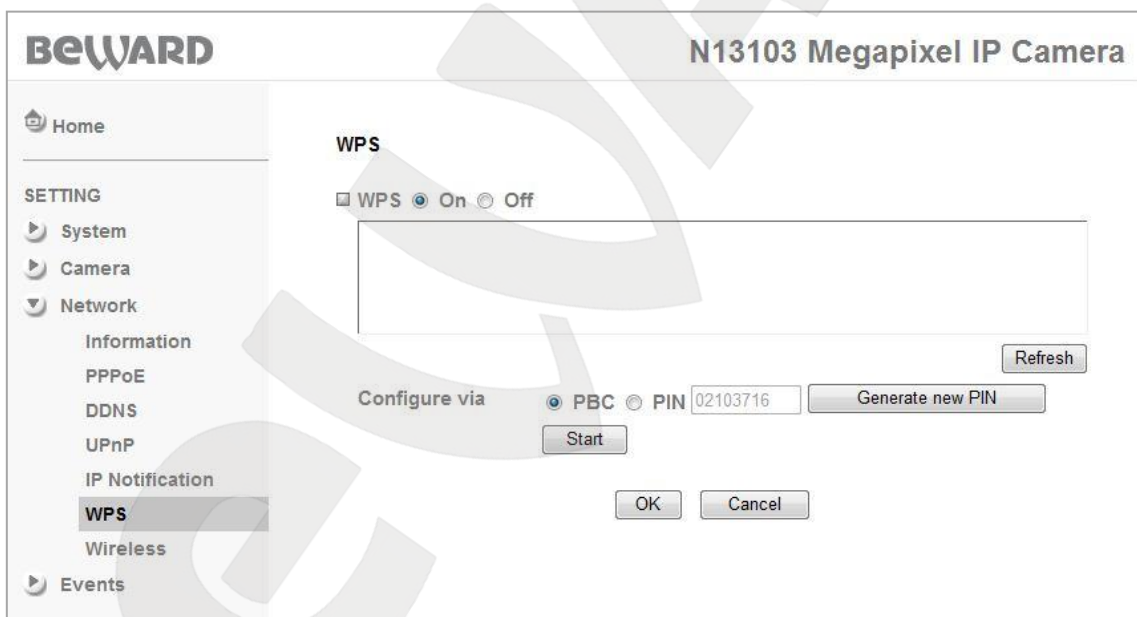 BEWARD
N13103 Megapixel IP Camera
Home
SETTING
System
Camera
Network
Information
PPPoE
DDNS
UPnP
IP Notification
WPS
Wireless
Events
WPS
WPS On Off
Refresh
Configure via PBC PIN 02103716 Generate new PIN
Start
OK Cancel